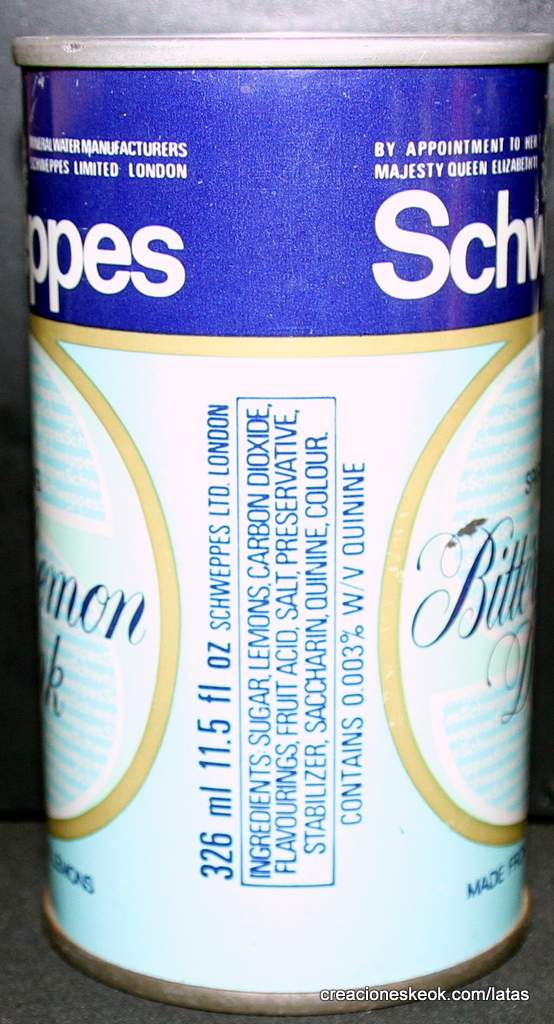 MINERAL WATER MANUFACTURERS
SCHWEPPES LIMITED LONDON
BY APPOINTMENT TO HER
MAJESTY QUEEN ELIZABETH
ppes
Schw
326 ml 11.5 fl oz SCHWEPPES LTD. LONDON
INGREDIENTS: SUGAR, LEMONS, CARBON DIOXIDE,
FLAVOURINGS, FRUIT ACID, SALT, PRESERVATIVE,
STABILIZER, SACCHARIN, QUININE, COLOUR.
CONTAINS 0.003% W/V QUININE
emon
k
LEMONS
Bitte
D
MADE FRO
creacioneskeok.com/latas